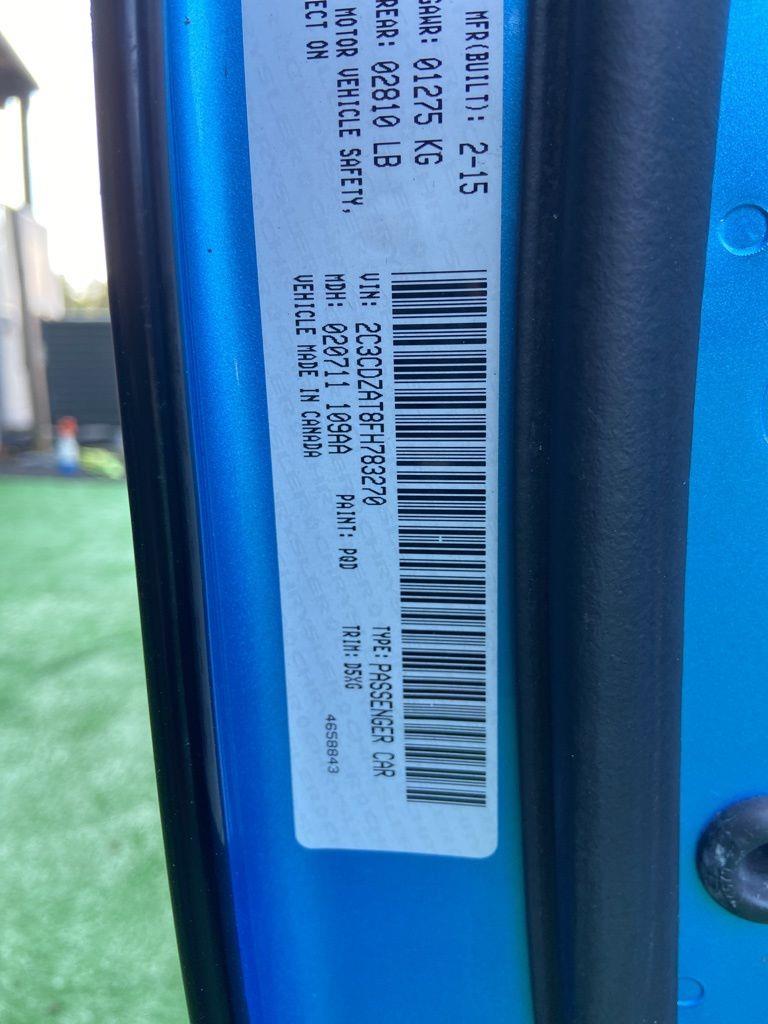 MFR(BUILT): 2-15
GAWR: 01275 KG
REAR: 02810 LB
MOTOR VEHICLE SAFETY,
ECT ON
VIN: 2C3CDZAT8FH783270
TYPE: PASSENGER CAR
MDH: 020711 109AA
PAINT: PQD
TRIM: D5XG
VEHICLE MADE IN CANADA
4658843